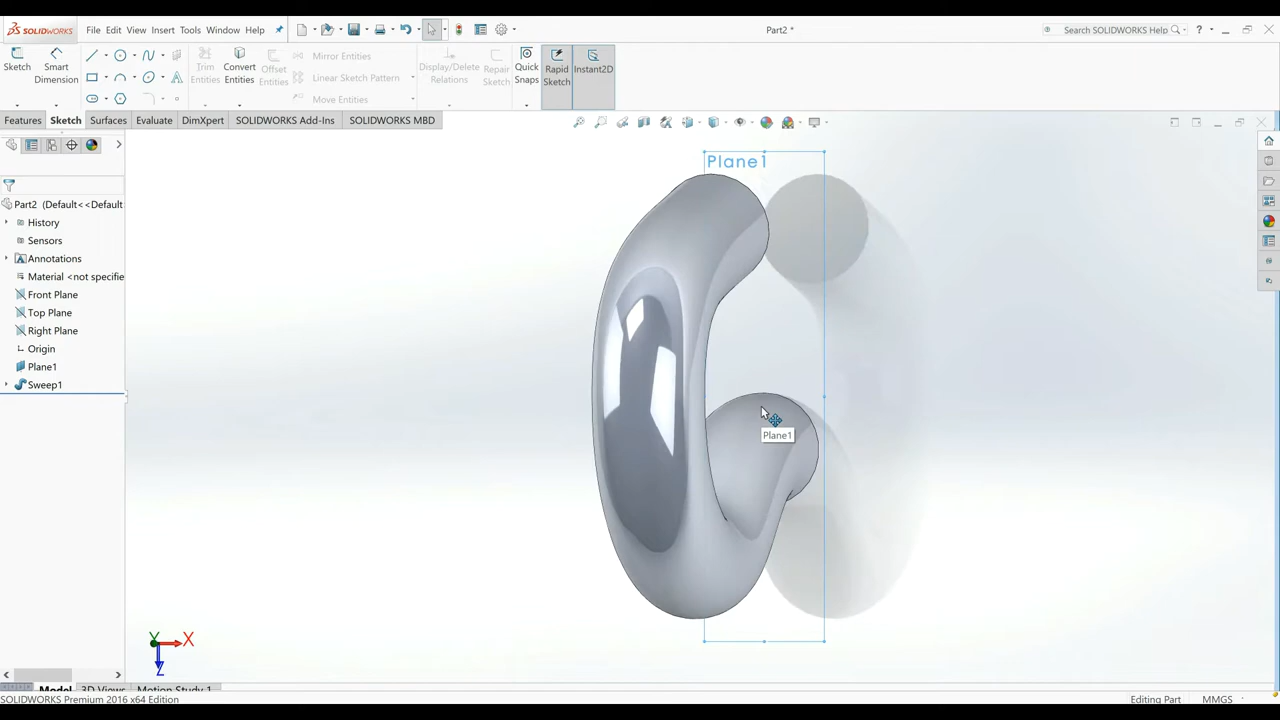 SOLIDWORKS File Edit View Insert Tools Window Help Part2 * Search SOLIDWORKS Help
Sketch Smart Dimension Trim Entities Convert Entities Offset Entities Mirror Entities Linear Sketch Pattern Move Entities Display/Delete Relations Repair Sketch Quick Snaps Rapid Sketch Instant2D
Features Sketch Surfaces Evaluate DimXpert SOLIDWORKS Add-Ins SOLIDWORKS MBD
Plane1
Part2 (Default<<Default
History
Sensors
Annotations
Material <not specifie
Front Plane
Top Plane
Right Plane
Origin
Plane1
Sweep1
Plane1
Y X
Z
Model 3D Views Motion Study 1
SOLIDWORKS Premium 2016 x64 Edition Editing Part MMGS